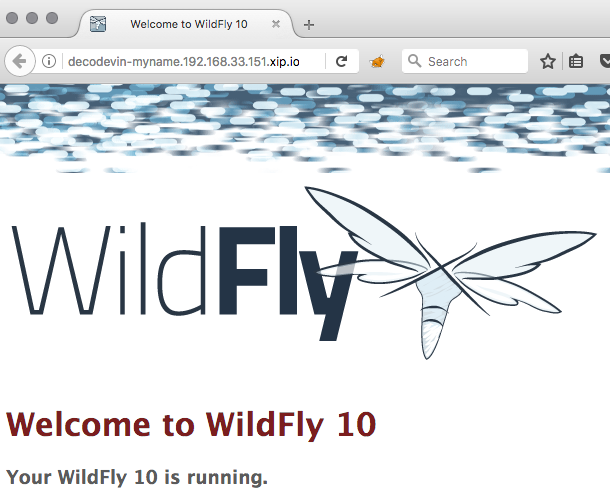 Welcome to WildFly 10
decodevin-myname.192.168.33.151.xip.io
Search
WildFly
Welcome to WildFly 10
Your WildFly 10 is running.